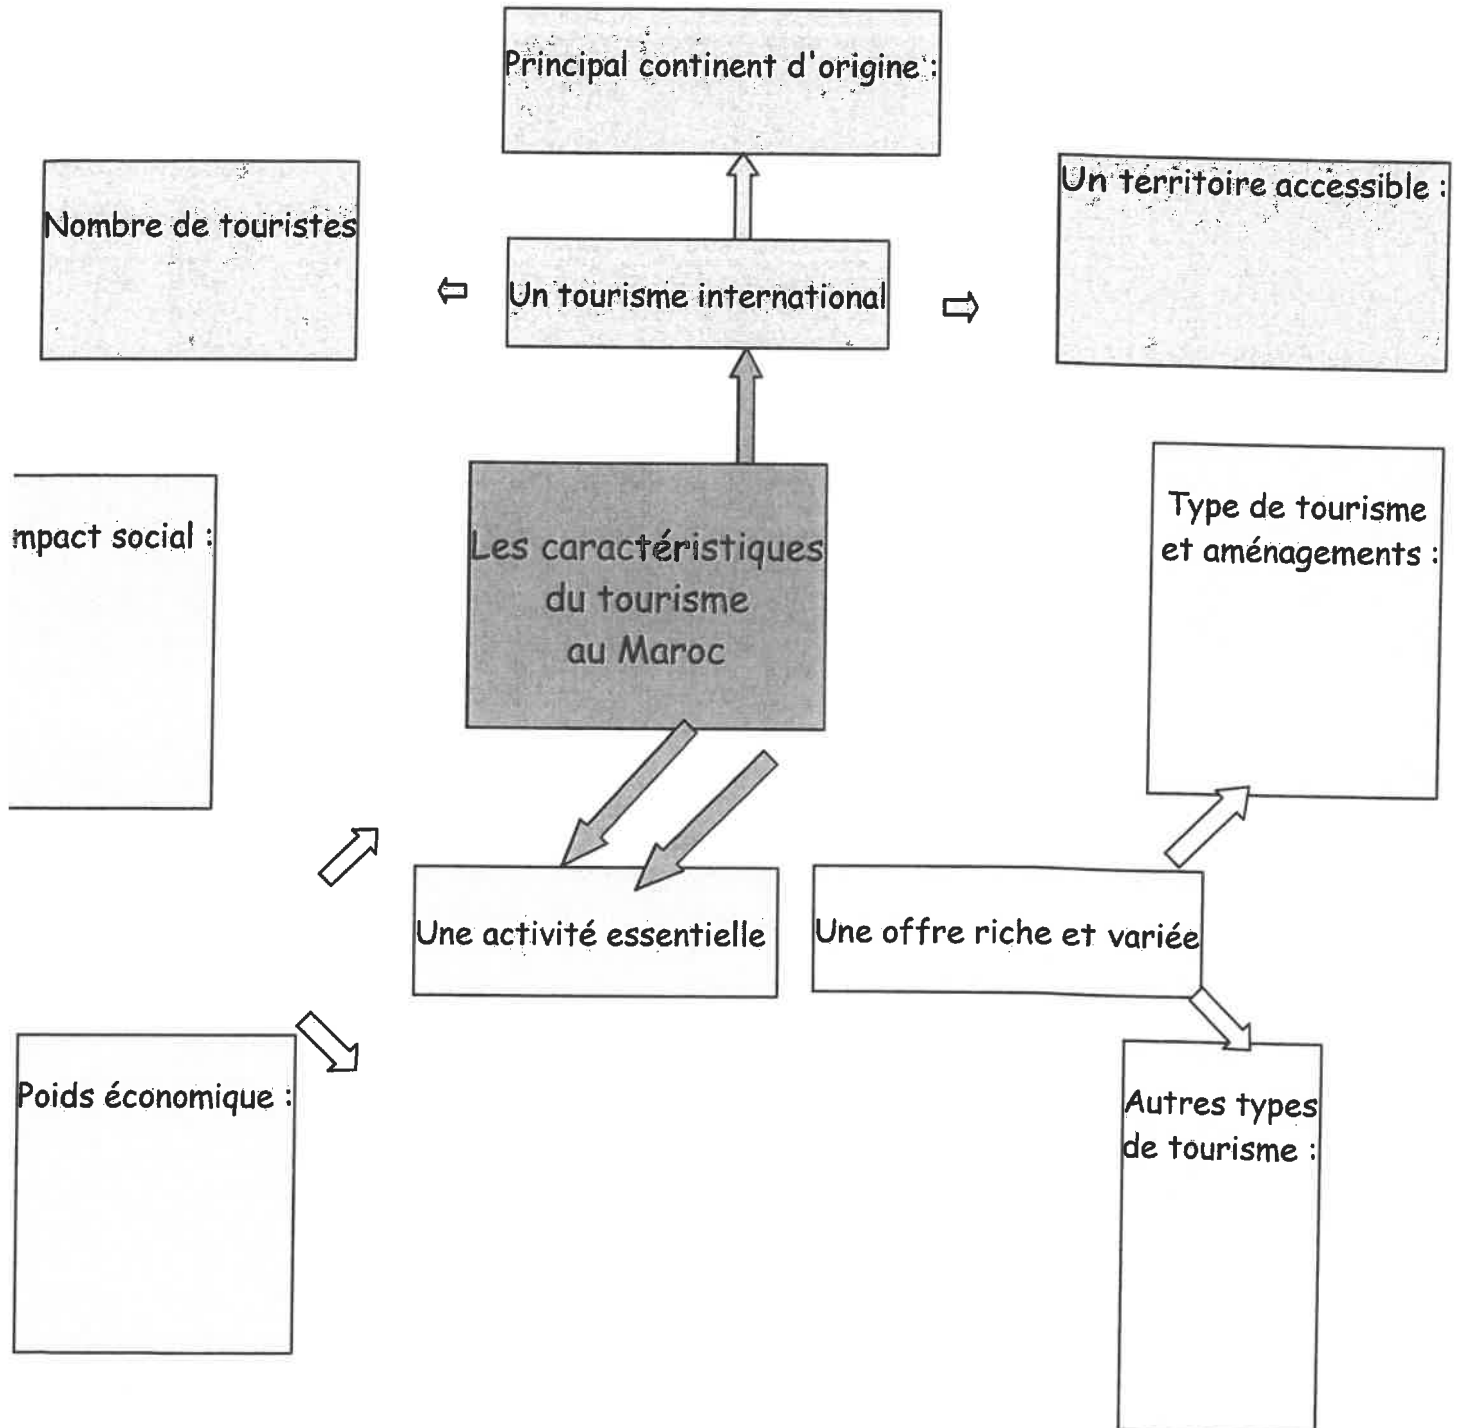 Principal continent d'origine :
Nombre de touristes
Un territoire accessible :
Un tourisme international
mpact social :
Les caractéristiques
du tourisme
au Maroc
Type de tourisme
et aménagements :
Une activité essentielle
Une offre riche et variée
Poids économique :
Autres types
de tourisme :